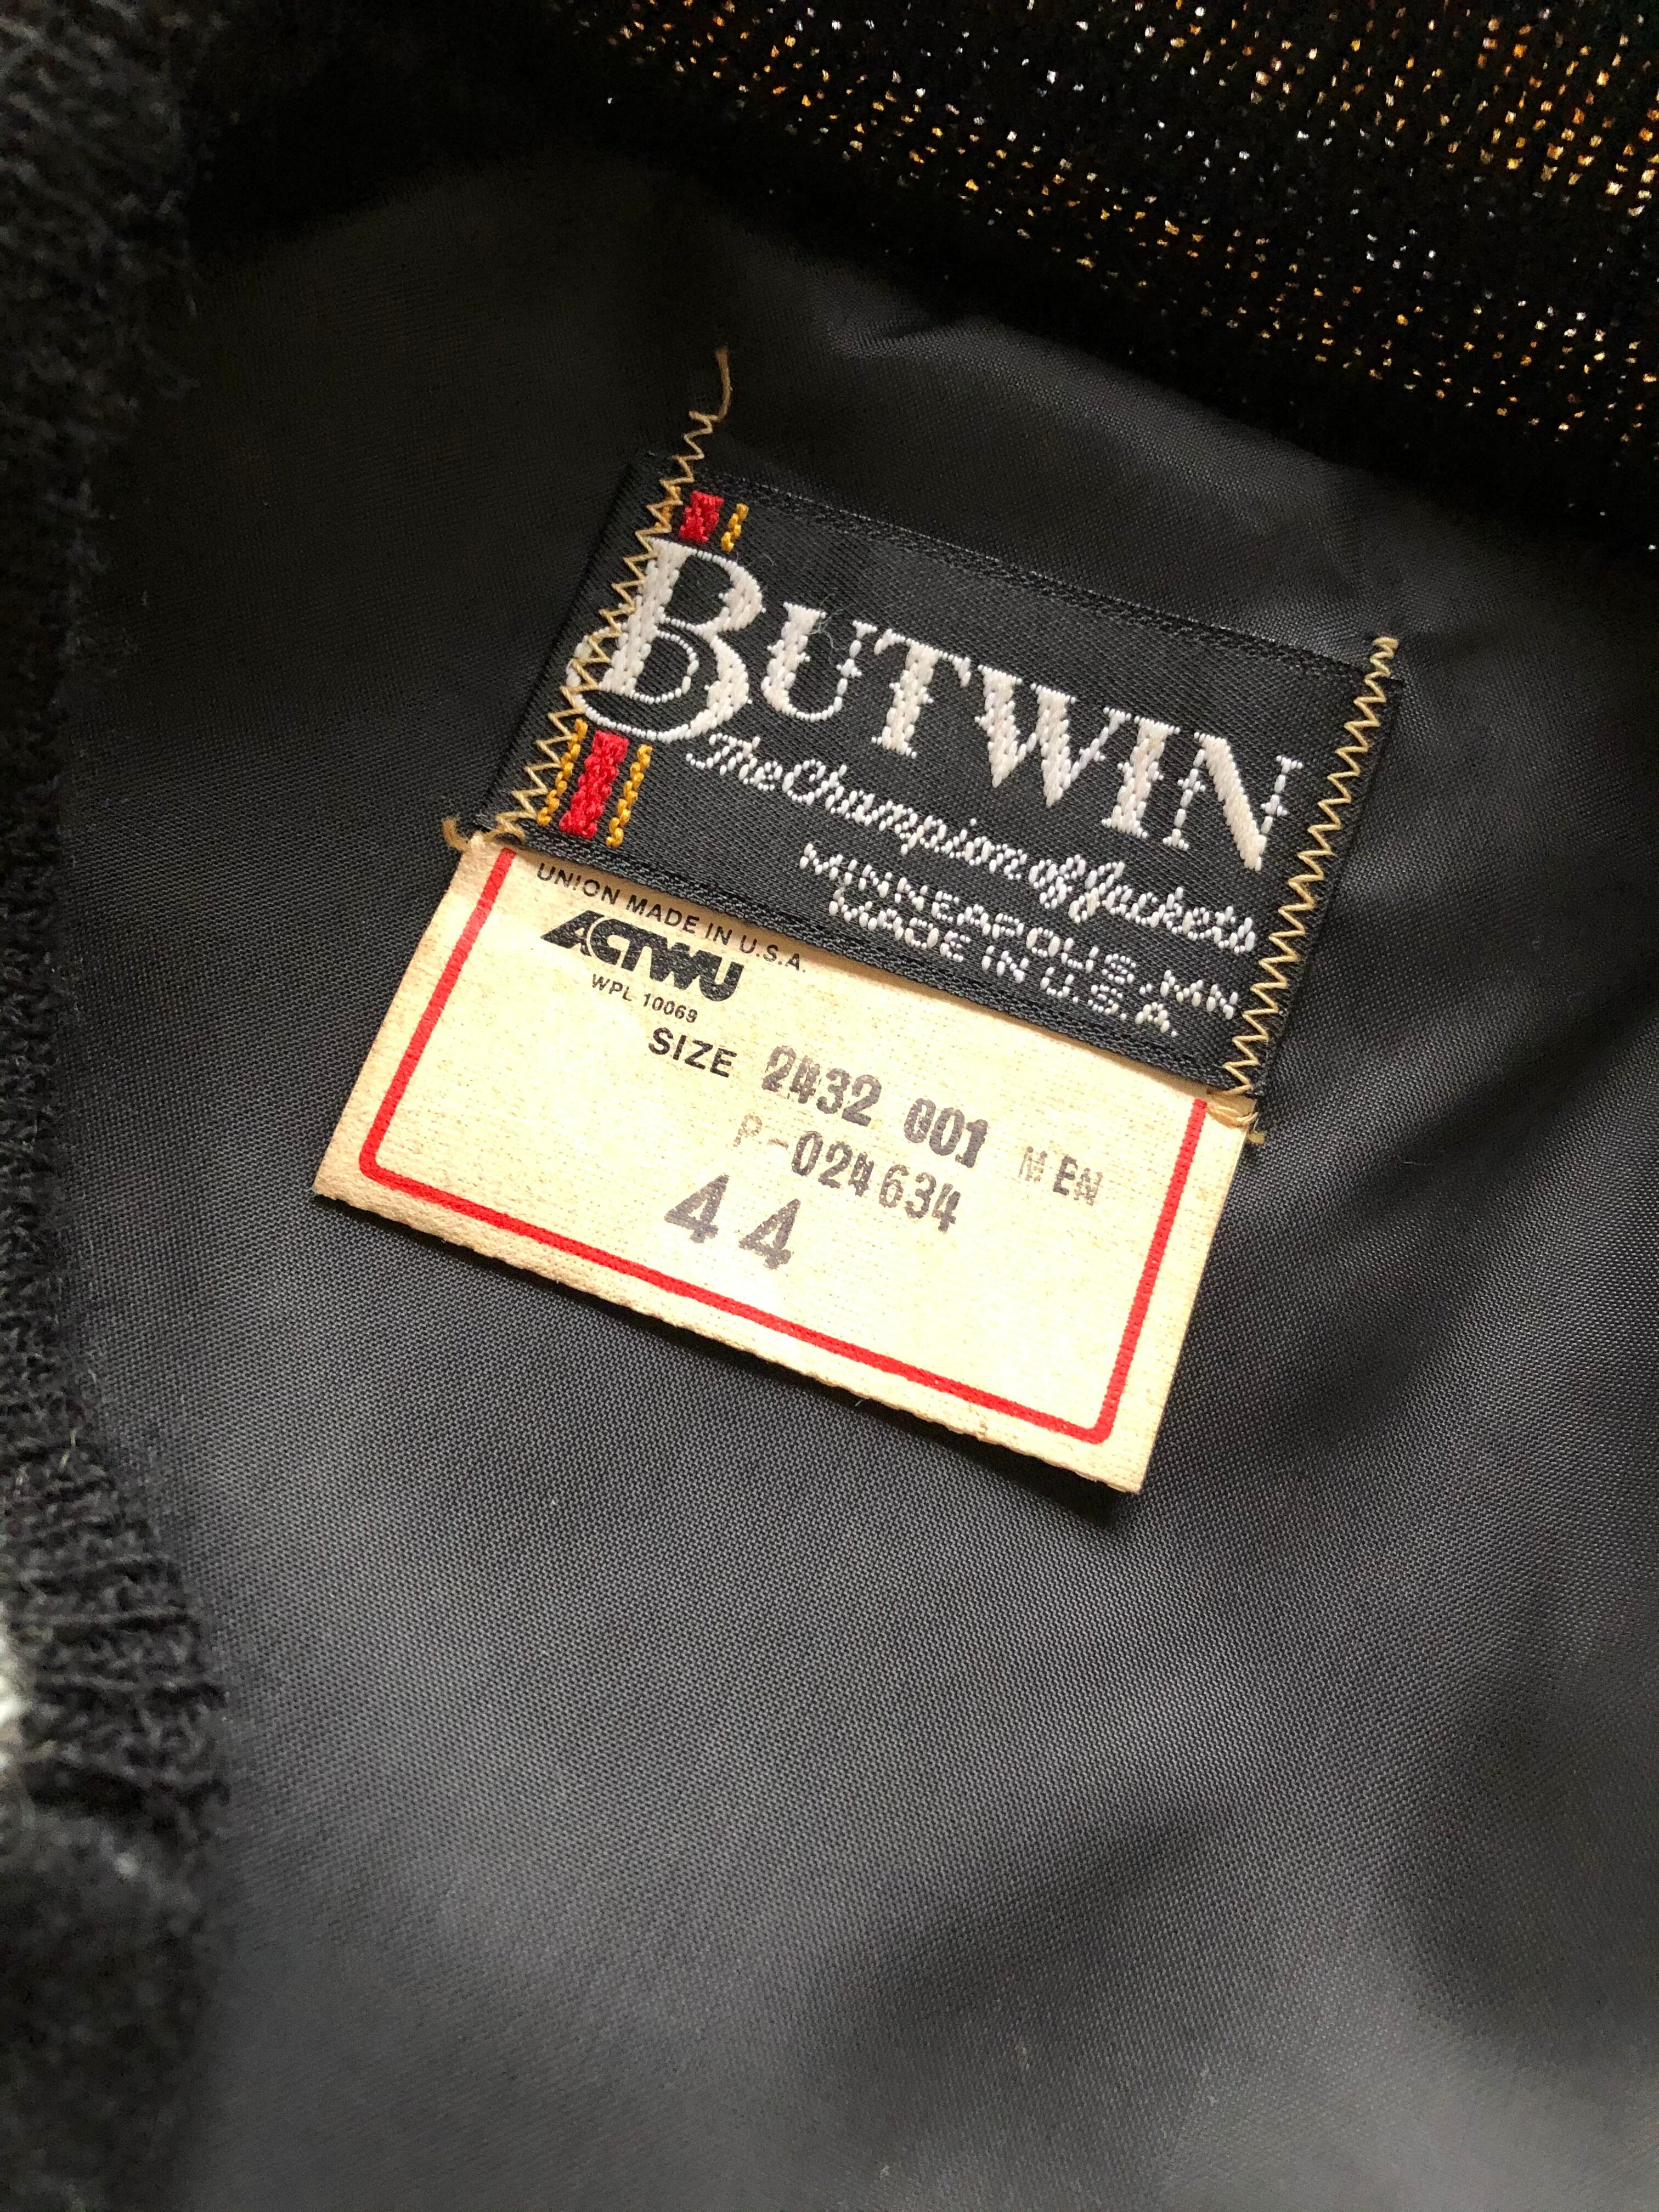 BUTWIN
The Champion of Jackets
MINNEAPOLIS, MN
MADE IN U.S.A.
UNION MADE IN U.S.A.
ACTWU
WPL 10069
SIZE 2432 001 MEN
P-024634
44